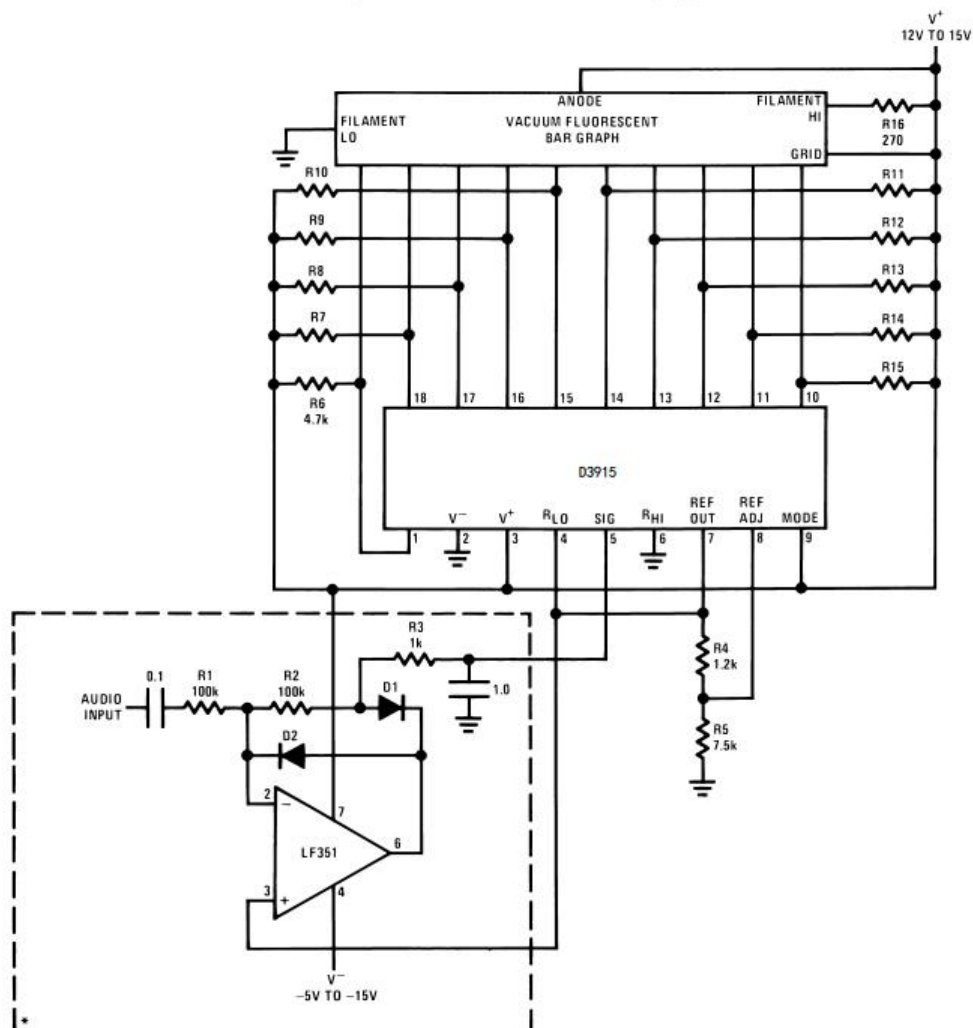 V+
12V TO 15V
ANODE
FILAMENT
HI
FILAMENT
LO
VACUUM FLUORESCENT
BAR GRAPH
GRID
R16
270
R10
R11
R9
R12
R8
R13
R7
R14
R6
4.7k
R15
18
17
16
15
14
13
12
11
10
D3915
V−
V+
RLO
SIG
RHI
REF
OUT
REF
ADJ
MODE
1
2
3
4
5
6
7
8
9
R3
1k
R4
1.2k
0.1
R1
100k
R2
100k
D1
1.0
AUDIO
INPUT
D2
R5
7.5k
2
−
7
LF351
6
3
+
4
V−
−5V TO −15V
*